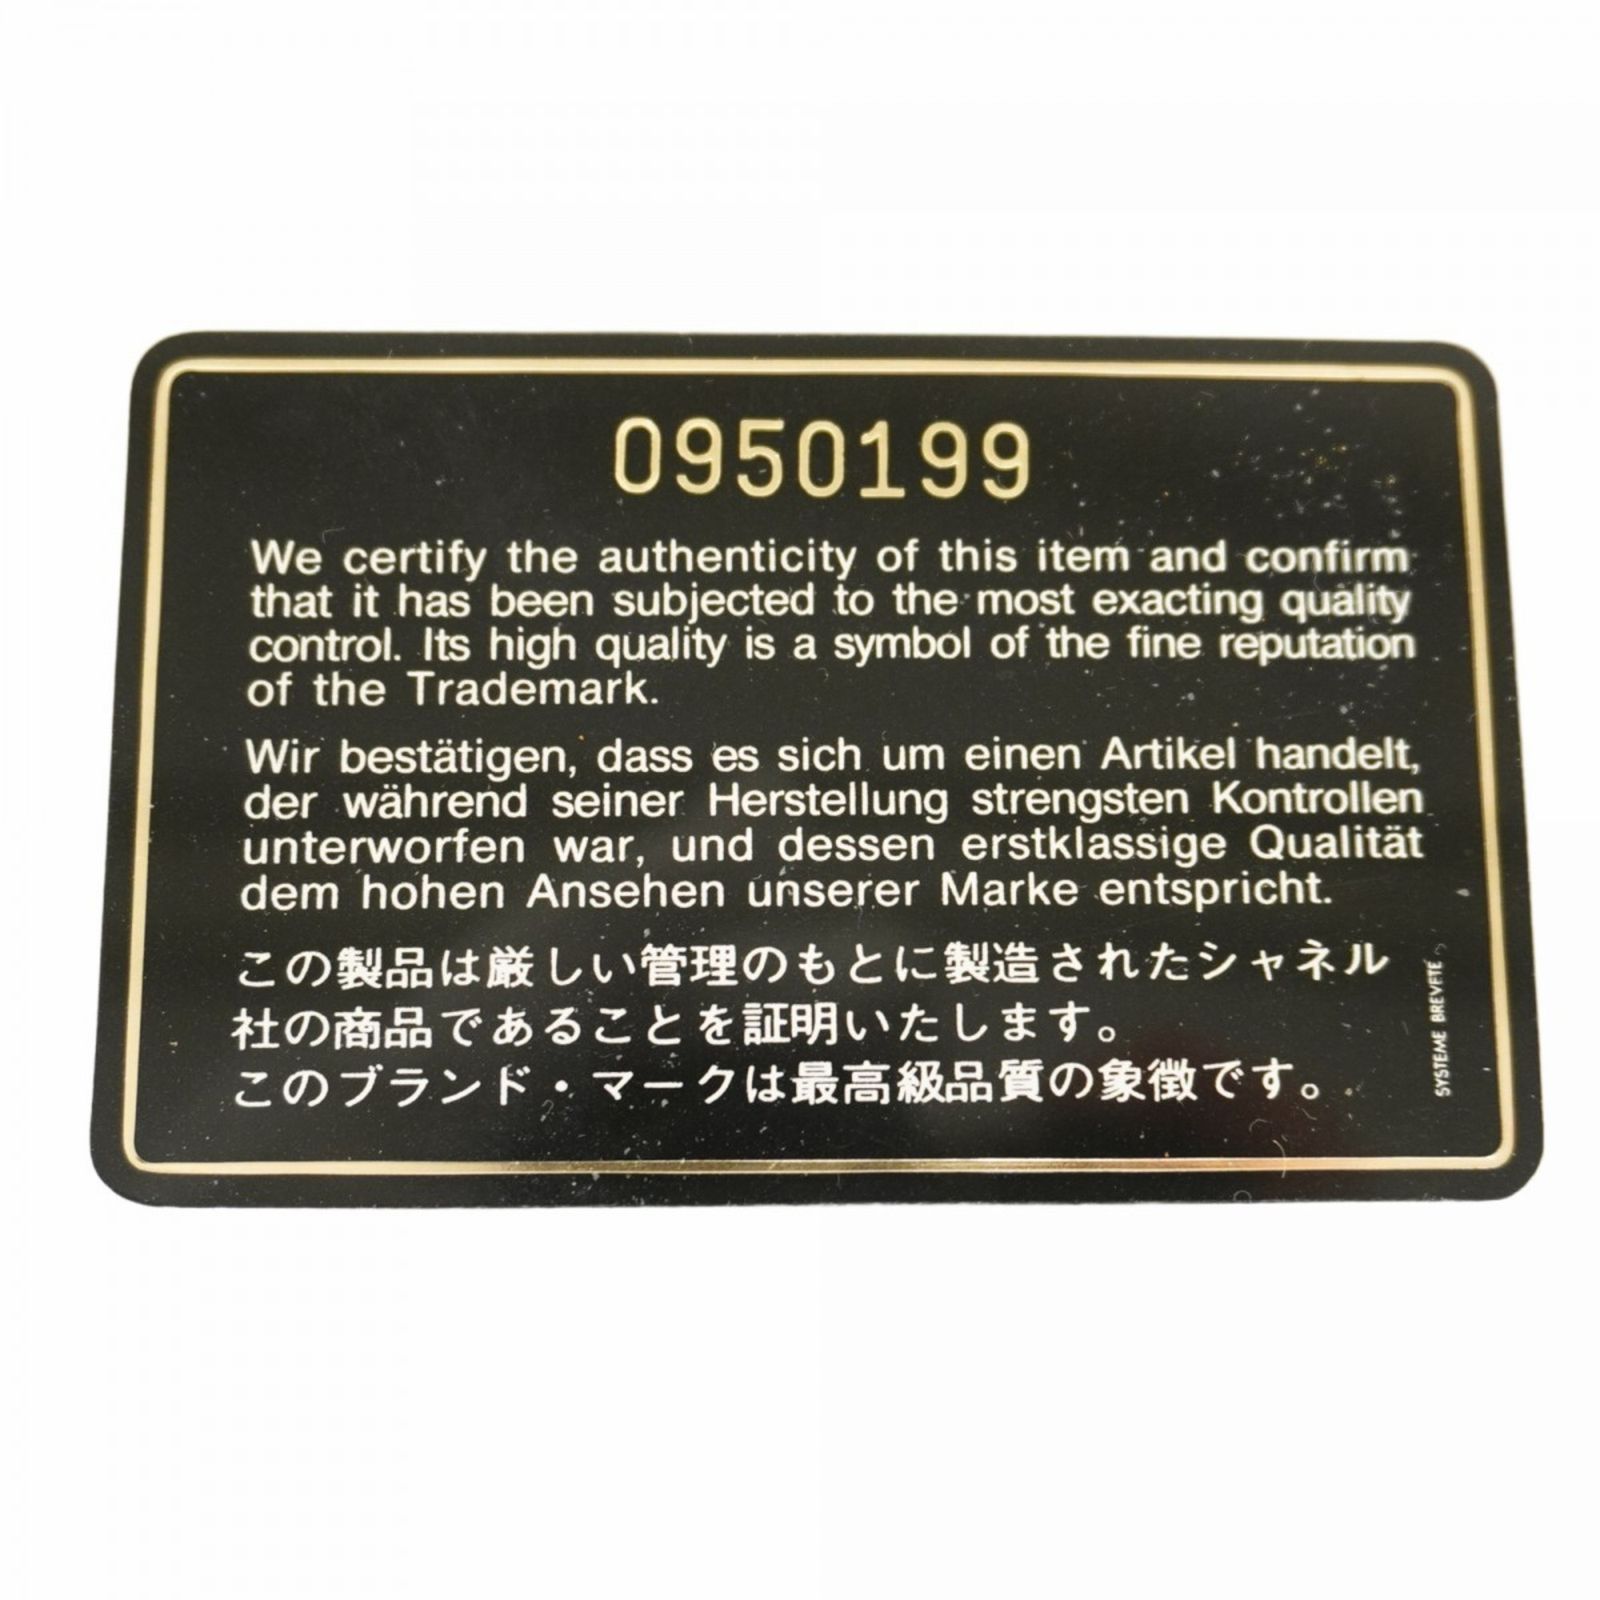 0950199
We certify the authenticity of this item and confirm
that it has been subjected to the most exacting quality
control. Its high quality is a symbol of the fine reputation
of the Trademark.
Wir bestätigen, dass es sich um einen Artikel handelt,
der während seiner Herstellung strengsten Kontrollen
unterworfen war, und dessen erstklassige Qualität
dem hohen Ansehen unserer Marke entspricht.
この製品は厳しい管理のもとに製造されたシャネル
社の商品であることを証明いたします。
このブランド・マークは最高級品質の象徴です。
SYSTEME BREVETE